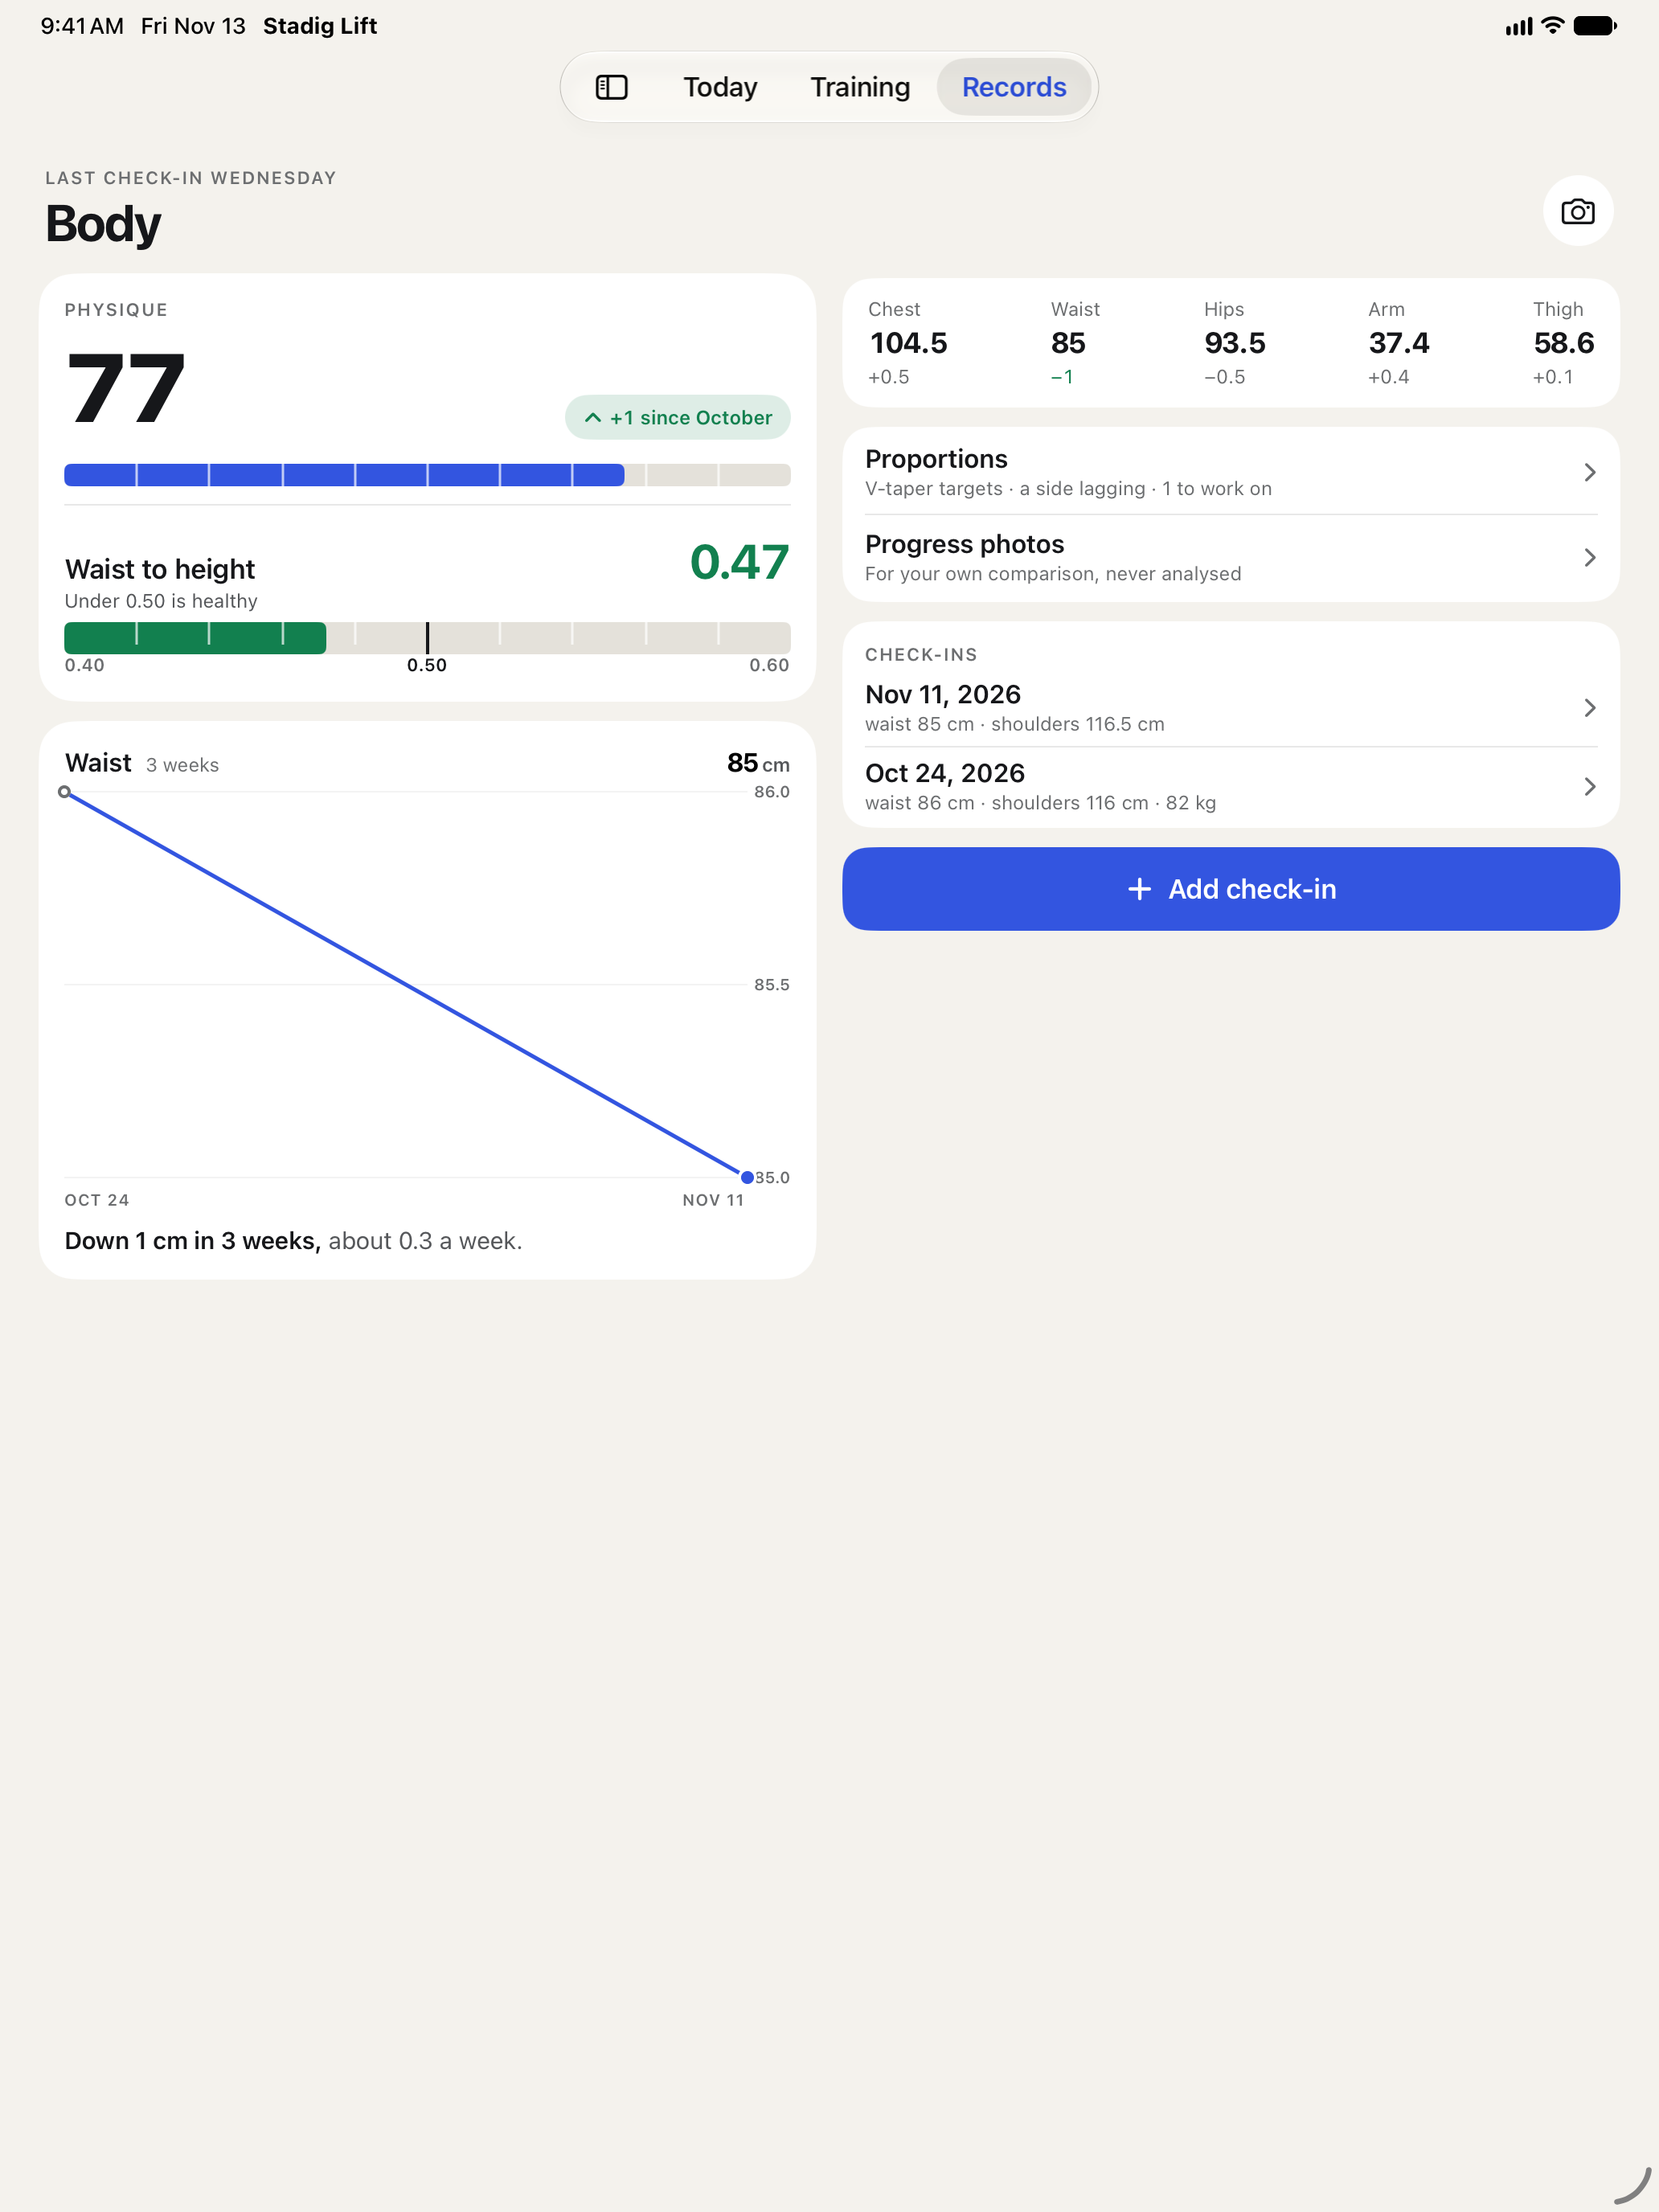 9:41 AM Fri Nov 13 Stadig Lift
Today Training Records
LAST CHECK-IN WEDNESDAY
Body
PHYSIQUE
77
+1 since October
Waist to height
0.47
Under 0.50 is healthy
0.40 0.50 0.60
Waist 3 weeks
85 cm
86.0
85.5
85.0
OCT 24 NOV 11
Down 1 cm in 3 weeks, about 0.3 a week.
Chest Waist Hips Arm Thigh
104.5 85 93.5 37.4 58.6
+0.5 −1 −0.5 +0.4 +0.1
Proportions
V-taper targets · a side lagging · 1 to work on
Progress photos
For your own comparison, never analysed
CHECK-INS
Nov 11, 2026
waist 85 cm · shoulders 116.5 cm
Oct 24, 2026
waist 86 cm · shoulders 116 cm · 82 kg
Add check-in